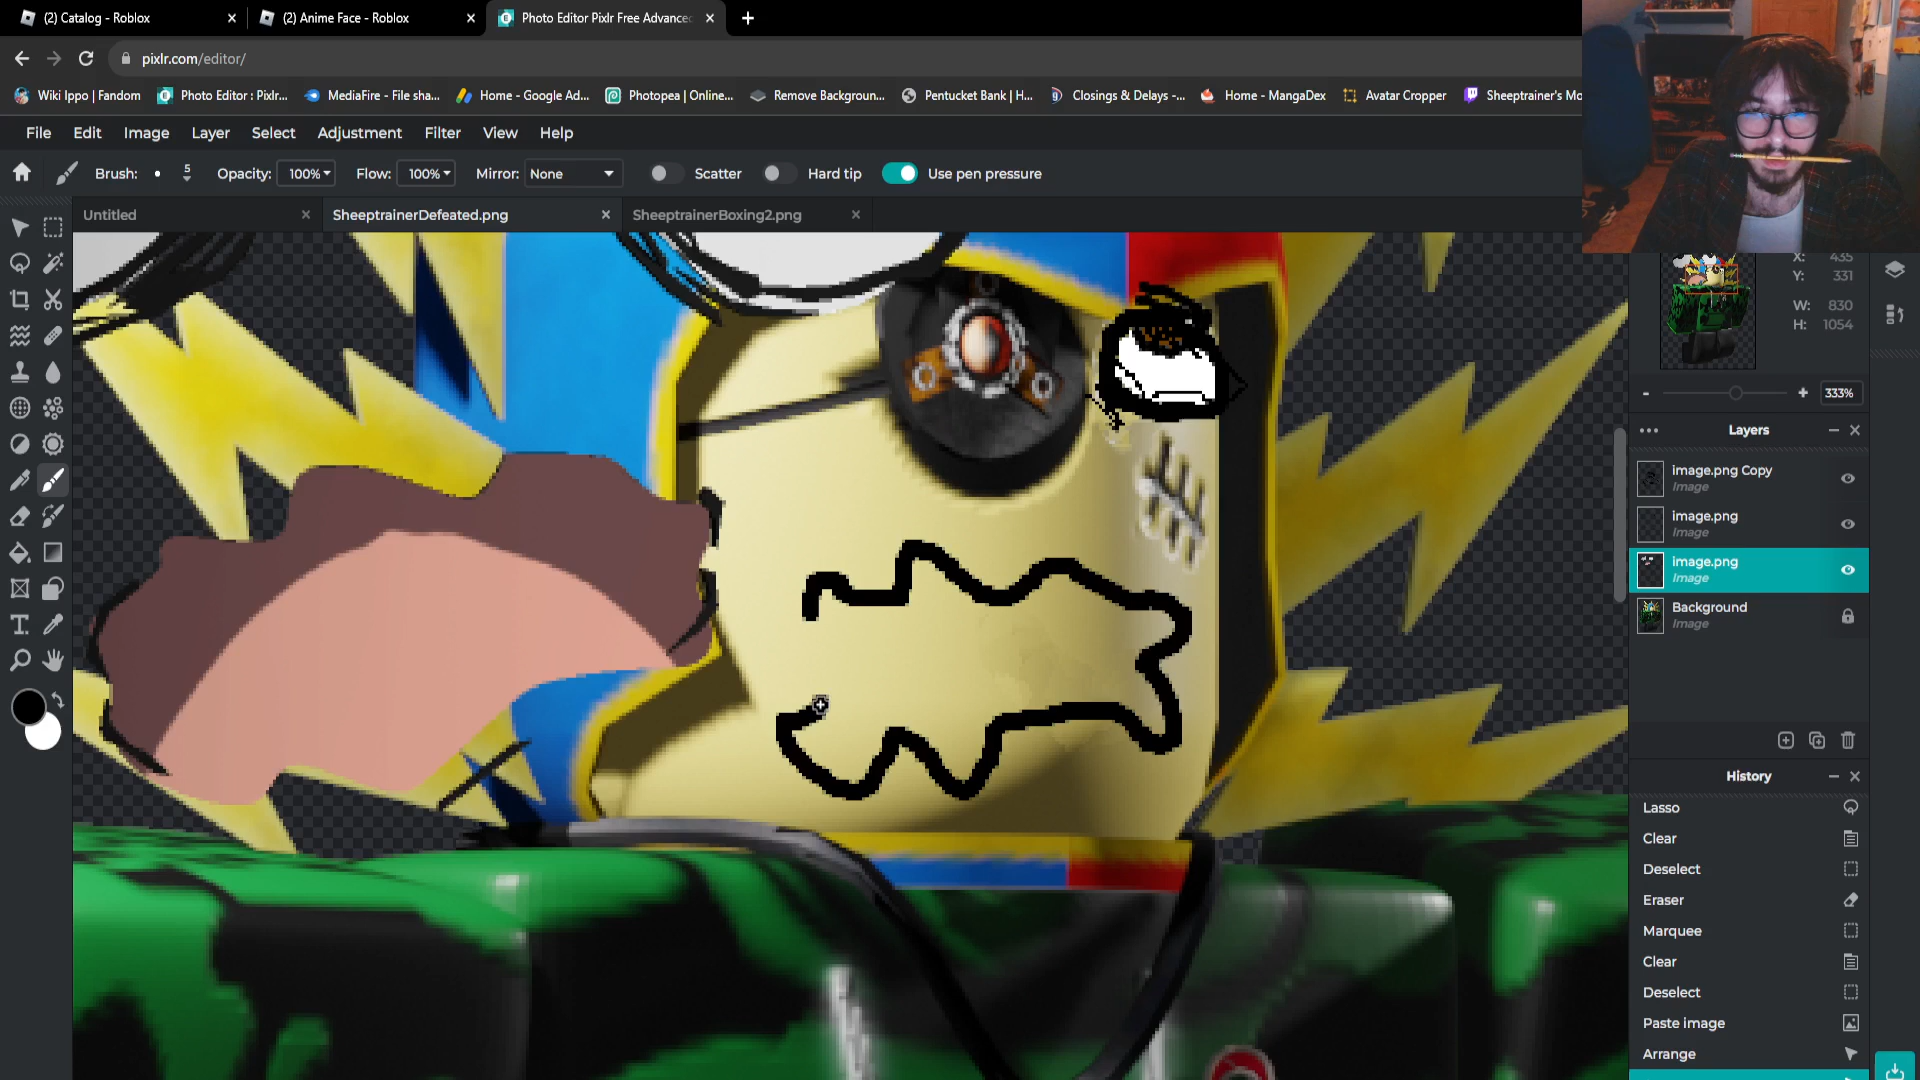 (2) Catalog - Roblox
(2) Anime Face - Roblox
Photo Editor Pixlr Free Advanced
pixlr.com/editor/
Wiki Ippo | Fandom
Photo Editor : Pixlr...
MediaFire - File sha...
Home - Google Ad...
Photopea | Online...
Remove Backgroun...
Pentucket Bank | H...
Closings & Delays -...
Home - MangaDex
Avatar Cropper
Sheeptrainer's Mo
File Edit Image Layer Select Adjustment Filter View Help
Brush: 5 Opacity: 100% Flow: 100% Mirror: None Scatter Hard tip Use pen pressure
Untitled
SheeptrainerDefeated.png
SheeptrainerBoxing2.png
X: 435
Y: 331
W: 830
H: 1054
333%
Layers
image.png Copy
Image
image.png
Image
image.png
Image
Background
Image
History
Lasso
Clear
Deselect
Eraser
Marquee
Clear
Deselect
Paste image
Arrange